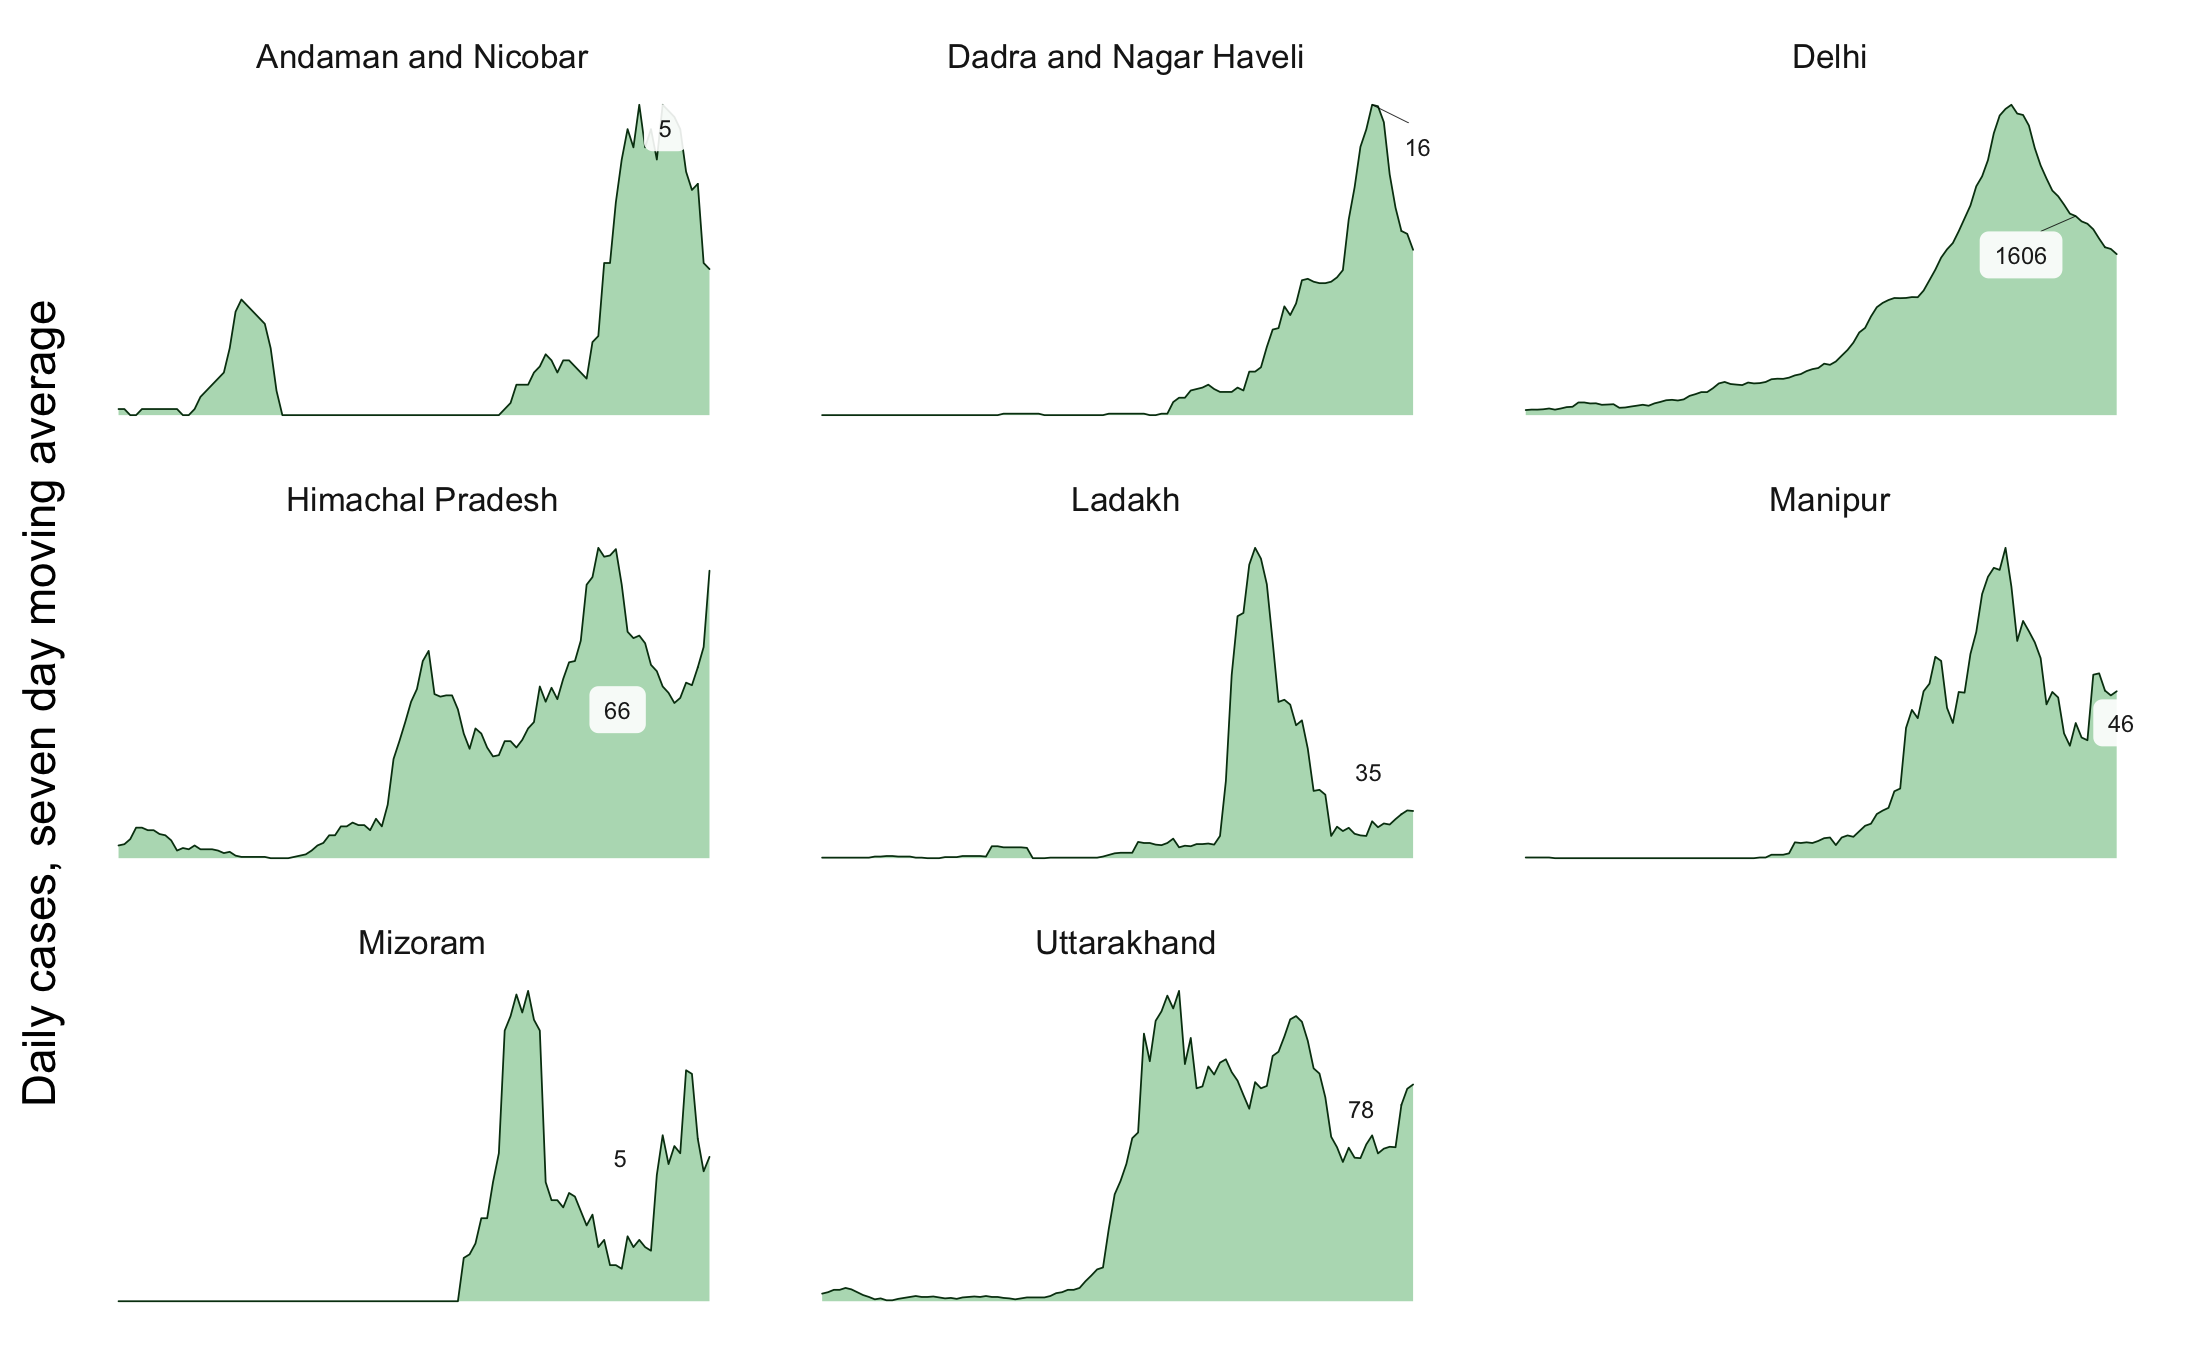 Daily cases, seven day moving average
Andaman and Nicobar
5
Dadra and Nagar Haveli
16
Delhi
1606
Himachal Pradesh
66
Ladakh
35
Manipur
46
Mizoram
5
Uttarakhand
78